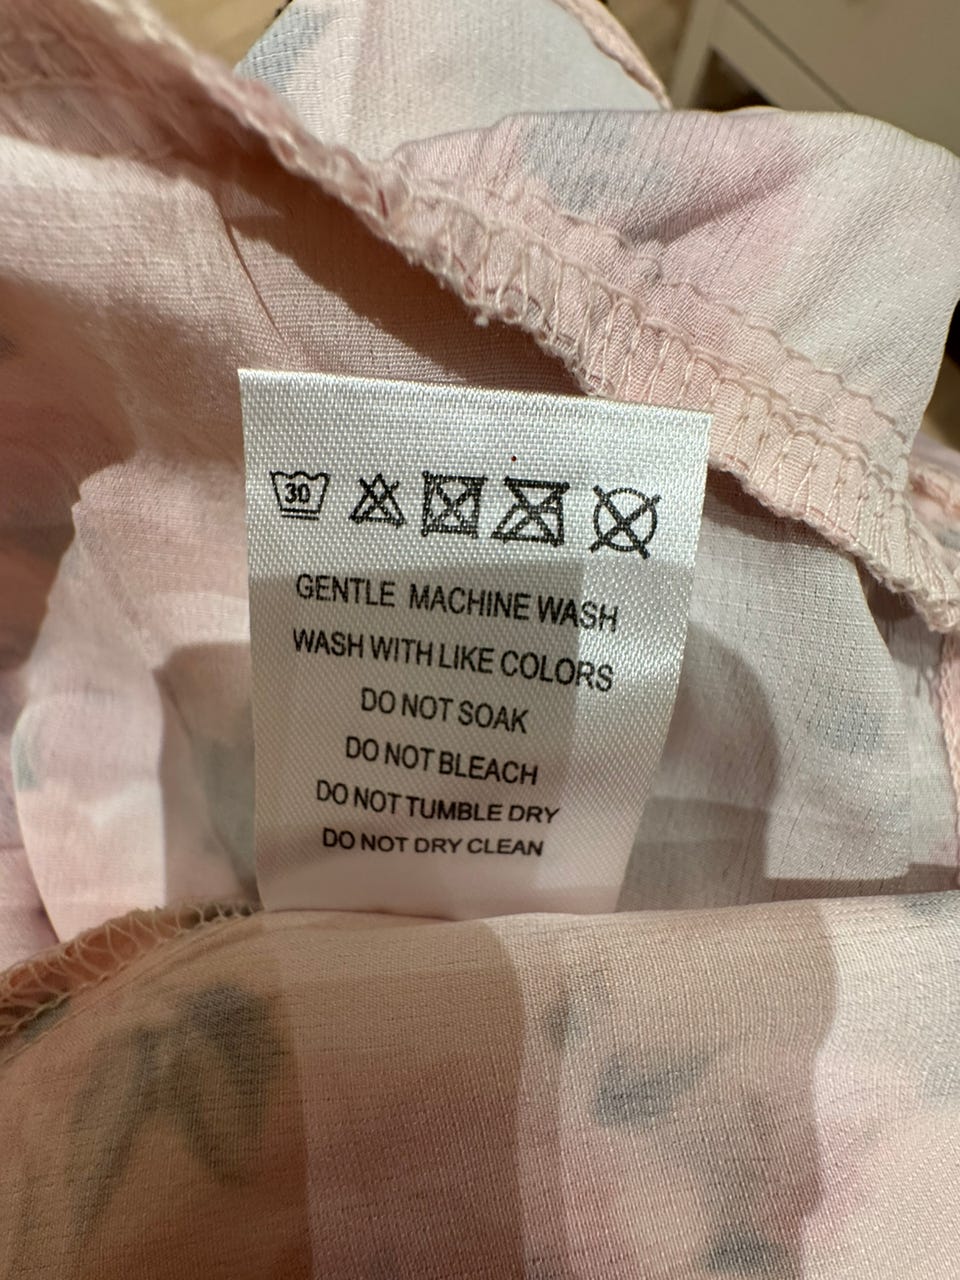 30
GENTLE MACHINE WASH
WASH WITH LIKE COLORS
DO NOT SOAK
DO NOT BLEACH
DO NOT TUMBLE DRY
DO NOT DRY CLEAN